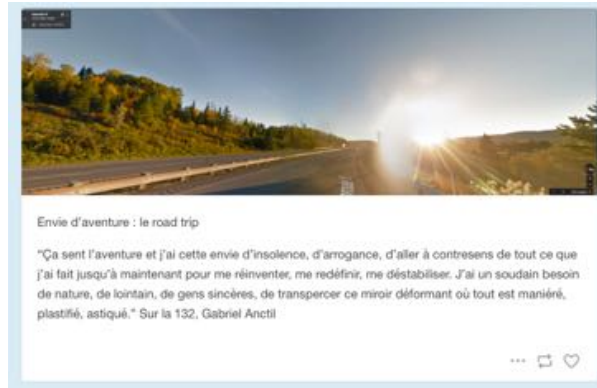 Envie d'aventure : le road trip
"Ça sent l'aventure et j'ai cette envie d'insolence, d'arrogance, d'aller à contresens de tout ce que
j'ai fait jusqu'à maintenant pour me réinventer, me redéfinir, me déstabiliser. J'ai un soudain besoin
de nature, de lointain, de gens sincères, de transpercer ce miroir déformant où tout est maniéré,
plastifié, astiqué." Sur la 132, Gabriel Anctil